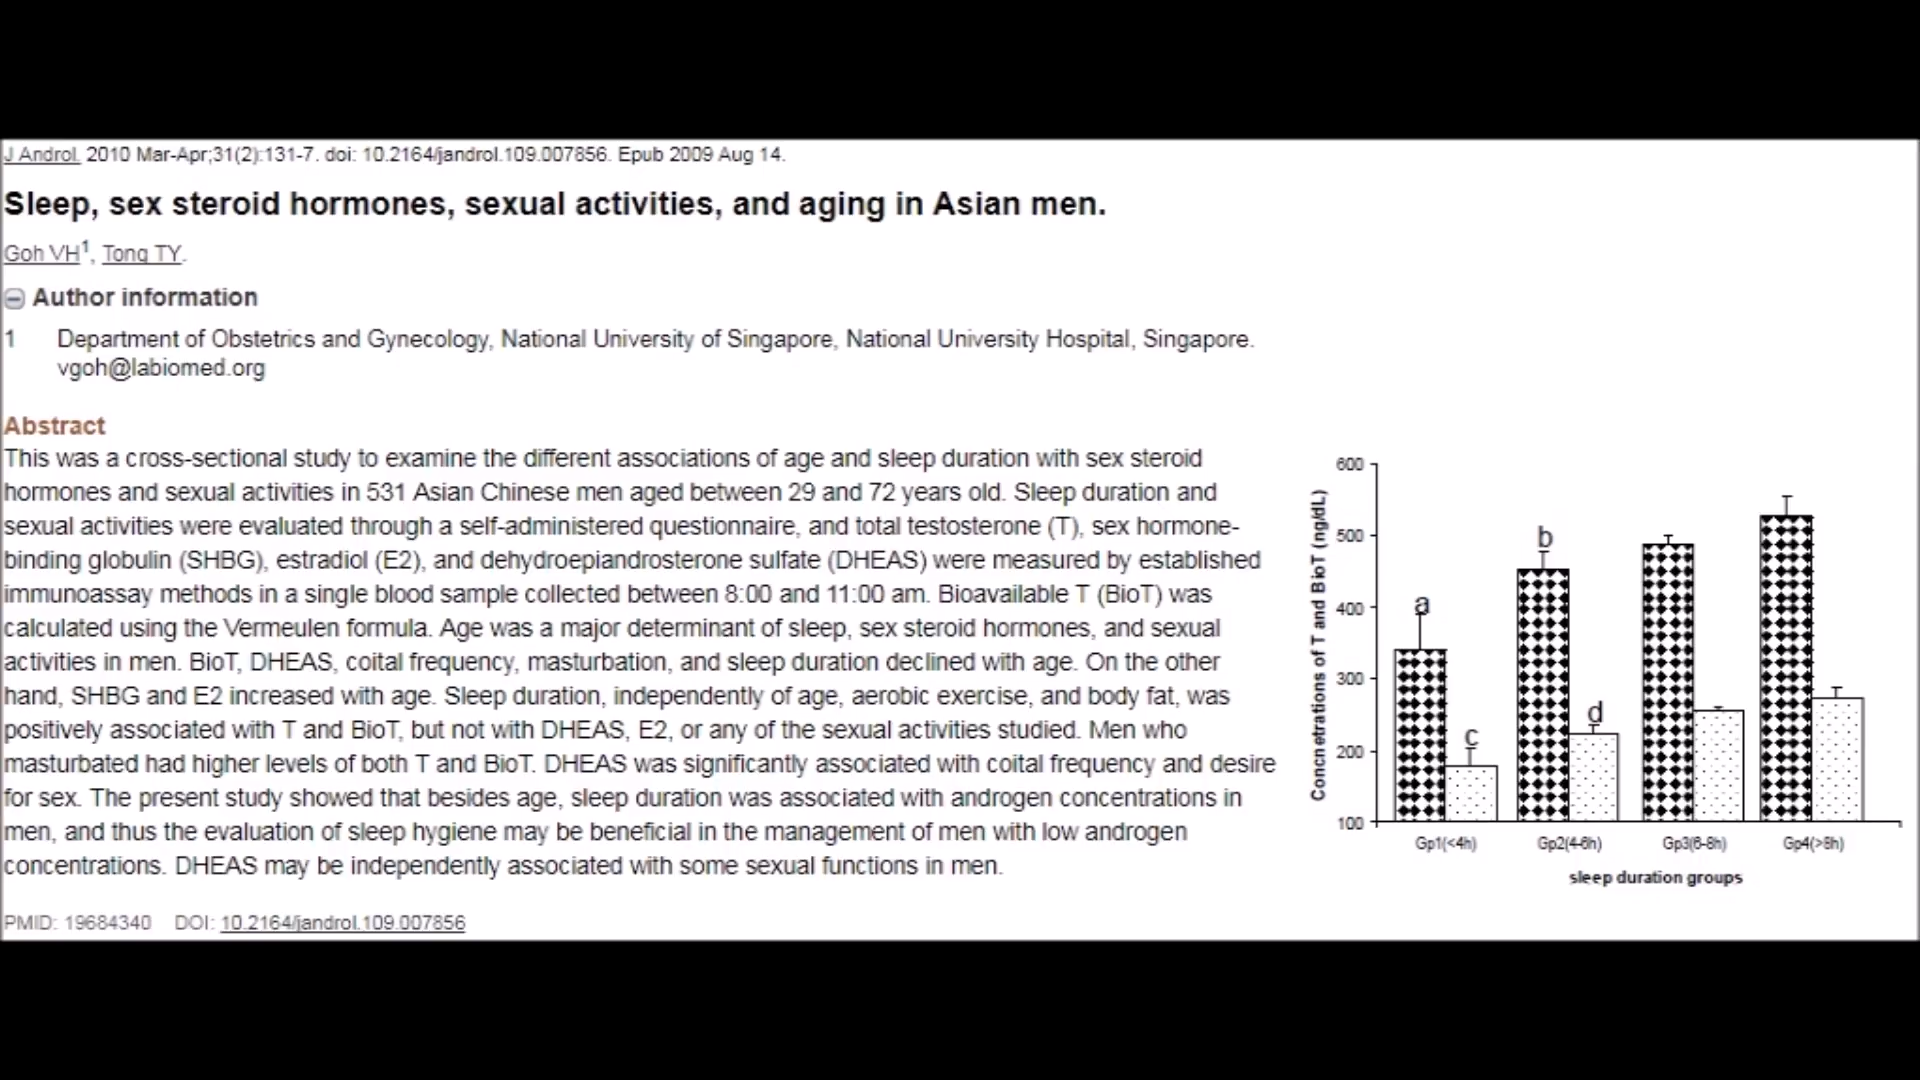 J Androl. 2010 Mar-Apr;31(2):131-7. doi: 10.2164/jandrol.109.007856. Epub 2009 Aug 14.
Sleep, sex steroid hormones, sexual activities, and aging in Asian men.
Goh VH1, Tong TY.
Author information
1 Department of Obstetrics and Gynecology, National University of Singapore, National University Hospital, Singapore.
vgoh@labiomed.org
Abstract
This was a cross-sectional study to examine the different associations of age and sleep duration with sex steroid
hormones and sexual activities in 531 Asian Chinese men aged between 29 and 72 years old. Sleep duration and
sexual activities were evaluated through a self-administered questionnaire, and total testosterone (T), sex hormone-
binding globulin (SHBG), estradiol (E2), and dehydroepiandrosterone sulfate (DHEAS) were measured by established
immunoassay methods in a single blood sample collected between 8:00 and 11:00 am. Bioavailable T (BioT) was
calculated using the Vermeulen formula. Age was a major determinant of sleep, sex steroid hormones, and sexual
activities in men. BioT, DHEAS, coital frequency, masturbation, and sleep duration declined with age. On the other
hand, SHBG and E2 increased with age. Sleep duration, independently of age, aerobic exercise, and body fat, was
positively associated with T and BioT, but not with DHEAS, E2, or any of the sexual activities studied. Men who
masturbated had higher levels of both T and BioT. DHEAS was significantly associated with coital frequency and desire
for sex. The present study showed that besides age, sleep duration was associated with androgen concentrations in
men, and thus the evaluation of sleep hygiene may be beneficial in the management of men with low androgen
concentrations. DHEAS may be independently associated with some sexual functions in men.
PMID: 19684340 DOI: 10.2164/jandrol.109.007856
Concnetrations of T and BioT (ng/dL)
600
500
400
300
200
100
a
b
c
d
Gp1(<4h) Gp2(4-6h) Gp3(6-8h) Gp4(>8h)
sleep duration groups